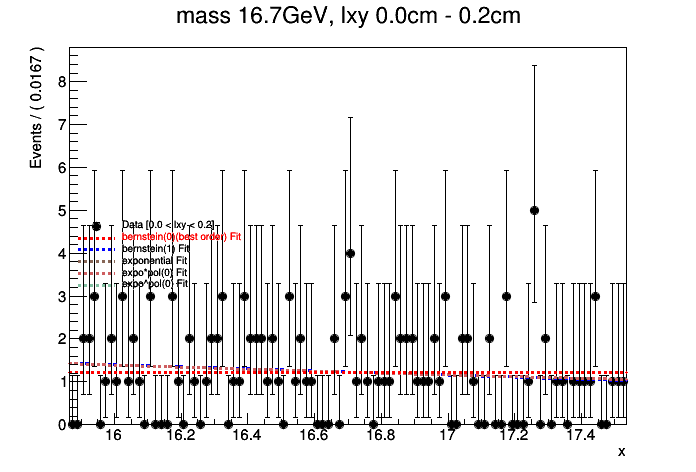 mass 16.7GeV, lxy 0.0cm - 0.2cm
Events / ( 0.0167 )
8
7
6
5
4
3
2
1
0
Data [0.0 < lxy < 0.2]
bernstein(0)(best order) Fit
bernstein(1) Fit
exponential Fit
expo*pol(0) Fit
expo*pol(0) Fit
16
16.2
16.4
16.6
16.8
17
17.2
17.4
x